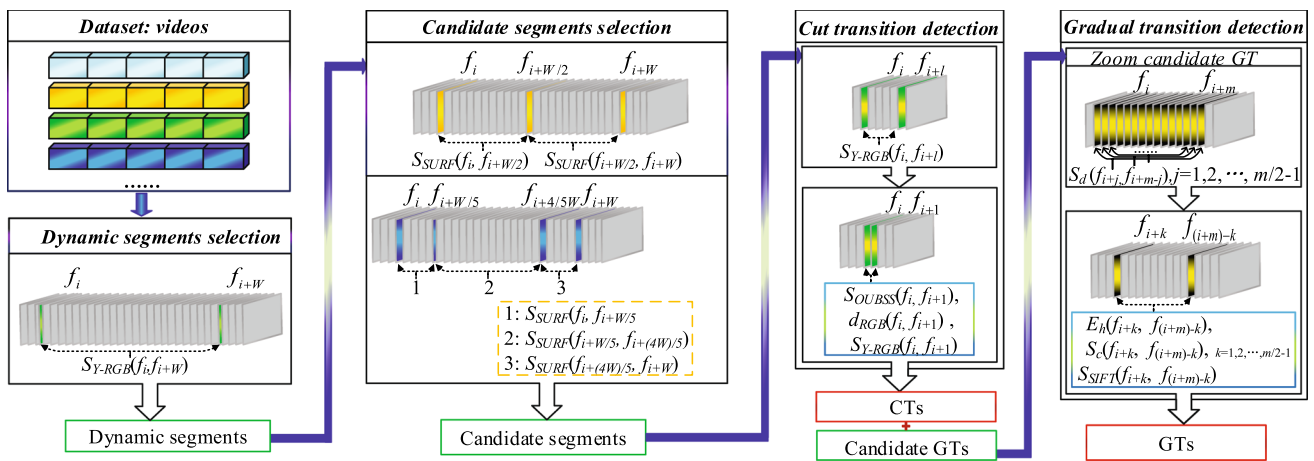 Dataset: videos
......
Dynamic segments selection
f_i f_{i+W}
S_{Y-RGB}(f_i,f_{i+W})
Dynamic segments
Candidate segments selection
f_i f_{i+W/2} f_{i+W}
S_{SURF}(f_i, f_{i+W/2}) S_{SURF}(f_{i+W/2}, f_{i+W})
f_i f_{i+W/5} f_{i+4/5W} f_{i+W}
1 2 3
1: S_{SURF}(f_i, f_{i+W/5}
2: S_{SURF}(f_{i+W/5}, f_{i+(4W)/5})
3: S_{SURF}(f_{i+(4W)/5}, f_{i+W})
Candidate segments
Cut transition detection
f_i f_{i+l}
S_{Y-RGB}(f_i, f_{i+l})
f_i f_{i+1}
S_{OUBSS}(f_i, f_{i+1}),
d_{RGB}(f_i, f_{i+1}) ,
S_{Y-RGB}(f_i, f_{i+1})
CTs
+
Candidate GTs
Gradual transition detection
Zoom candidate GT
f_i f_{i+m}
......
S_d (f_{i+j}, f_{i+m-j}),j=1,2, ⋯, m/2-1
f_{i+k} f_{(i+m)-k}
E_h(f_{i+k}, f_{(i+m)-k}),
S_c(f_{i+k}, f_{(i+m)-k}), k=1,2,⋯,m/2-1
S_{SIFT}(f_{i+k}, f_{(i+m)-k})
GTs